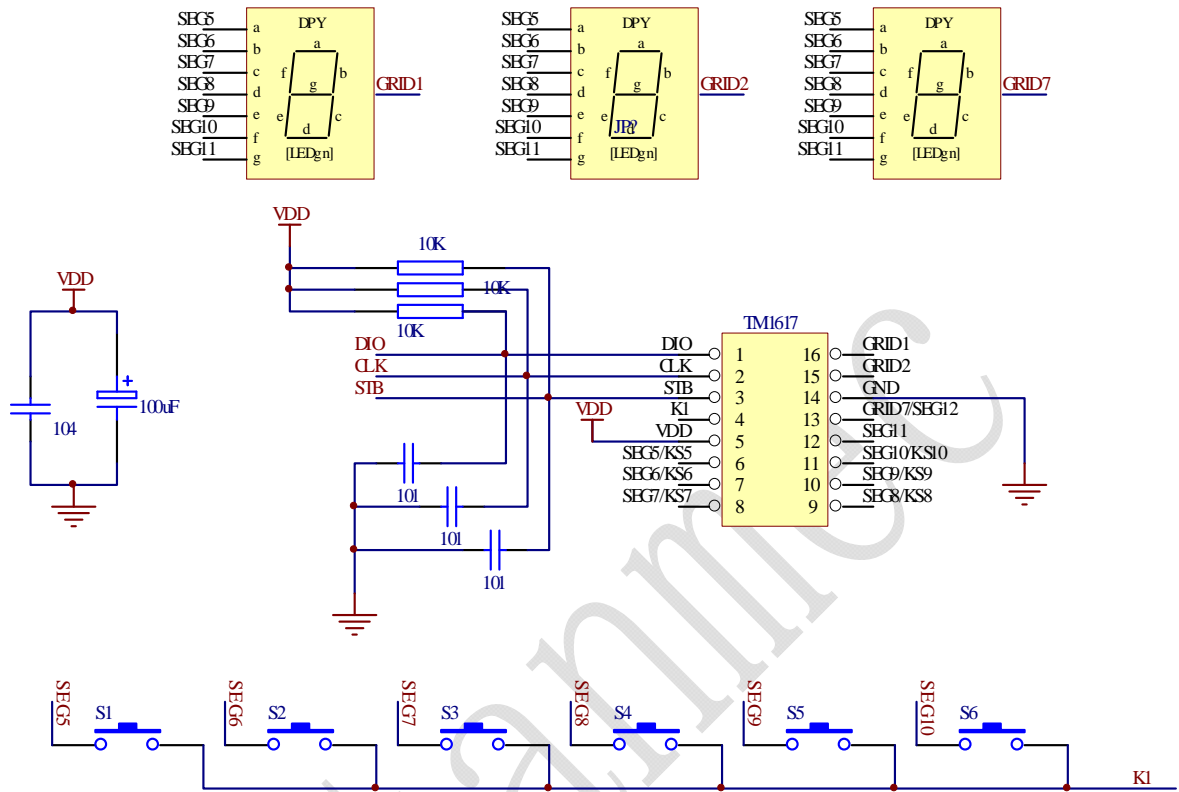 SEG5
SEG6
SEG7
SEG8
SEG9
SEG10
SEG11
a
b
c
d
e
f
g
DPY
a
f
b
g
e
c
d
[LEDgn]
GRID1
SEG5
SEG6
SEG7
SEG8
SEG9
SEG10
SEG11
a
b
c
d
e
f
g
DPY
a
f
b
g
e
c
d
JP?
[LEDgn]
GRID2
SEG5
SEG6
SEG7
SEG8
SEG9
SEG10
SEG11
a
b
c
d
e
f
g
DPY
a
f
b
g
e
c
d
[LEDgn]
GRID7
VDD
104
+
100uF
VDD
10K
10K
10K
DIO
CLK
STB
101
101
101
VDD
TM1617
DIO 1
CLK 2
STB 3
K1 4
VDD 5
SEG5/KS5 6
SEG6/KS6 7
SEG7/KS7 8
16 GRID1
15 GRID2
14 GND
13 GRID7/SEG12
12 SEG11
11 SEG10/KS10
10 SEG9/KS9
9 SEG8/KS8
SEG5
S1
SEG6
S2
SEG7
S3
SEG8
S4
SEG9
S5
SEG10
S6
K1